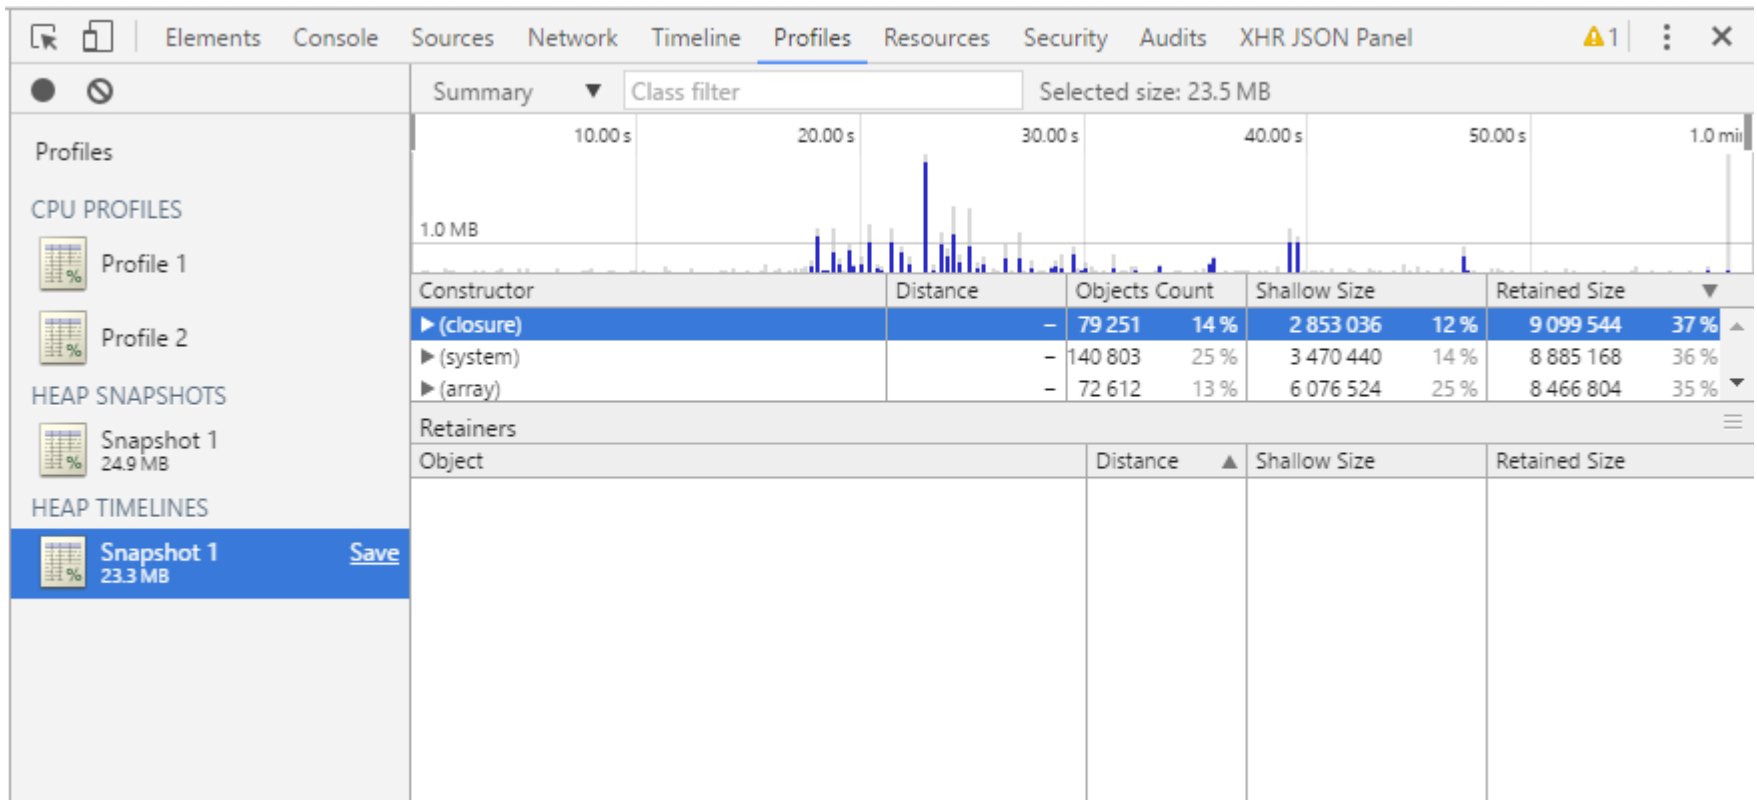 Elements Console Sources Network Timeline Profiles Resources Security Audits XHR JSON Panel 1
Summary Class filter Selected size: 23.5 MB
Profiles
CPU PROFILES
Profile 1
Profile 2
HEAP SNAPSHOTS
Snapshot 1
24.9 MB
HEAP TIMELINES
Snapshot 1 Save
23.3 MB
10.00 s 20.00 s 30.00 s 40.00 s 50.00 s 1.0 min
1.0 MB
Constructor Distance Objects Count Shallow Size Retained Size
(closure) – 79 251 14 % 2 853 036 12 % 9 099 544 37 %
(system) – 140 803 25 % 3 470 440 14 % 8 885 168 36 %
(array) – 72 612 13 % 6 076 524 25 % 8 466 804 35 %
Retainers
Object Distance Shallow Size Retained Size